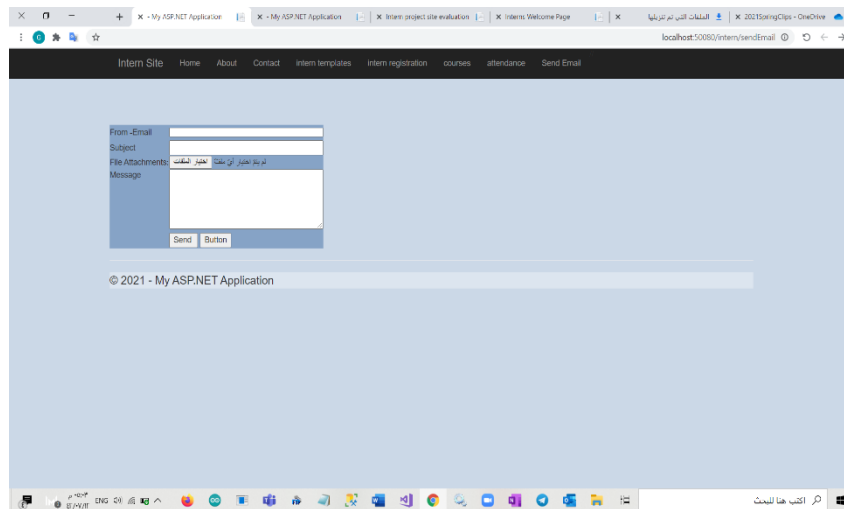 - My ASP.NET Application
- My ASP.NET Application
Intern project site evaluation
Interns Welcome Page
الملفات التي تم تنزيلها
2021SpringClips - OneDrive
localhost:50080/intern/sendEmail
Intern Site Home About Contact intern templates intern registration courses attendance Send Email
From -Email
Subject
File Attachments: اختيار الملفات لم يتم اختيار أيّ ملفّات
Message
Send Button
© 2021 - My ASP.NET Application
ENG
اكتب هنا للبحث